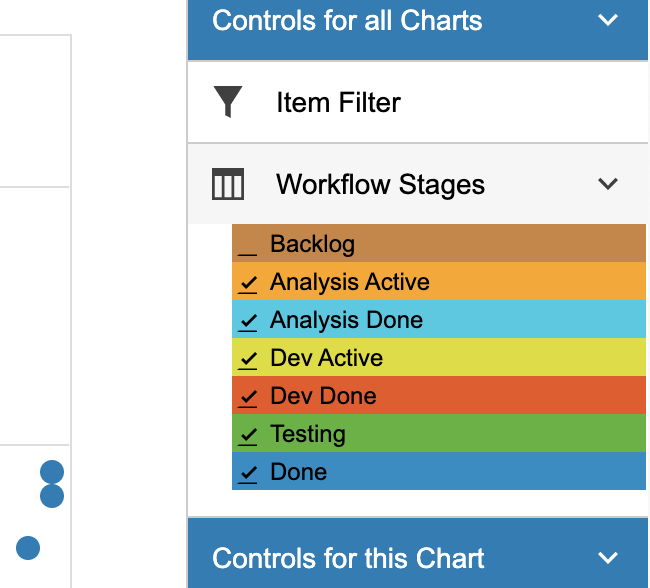 Controls for all Charts
Item Filter
Workflow Stages
Backlog
Analysis Active
Analysis Done
Dev Active
Dev Done
Testing
Done
Controls for this Chart